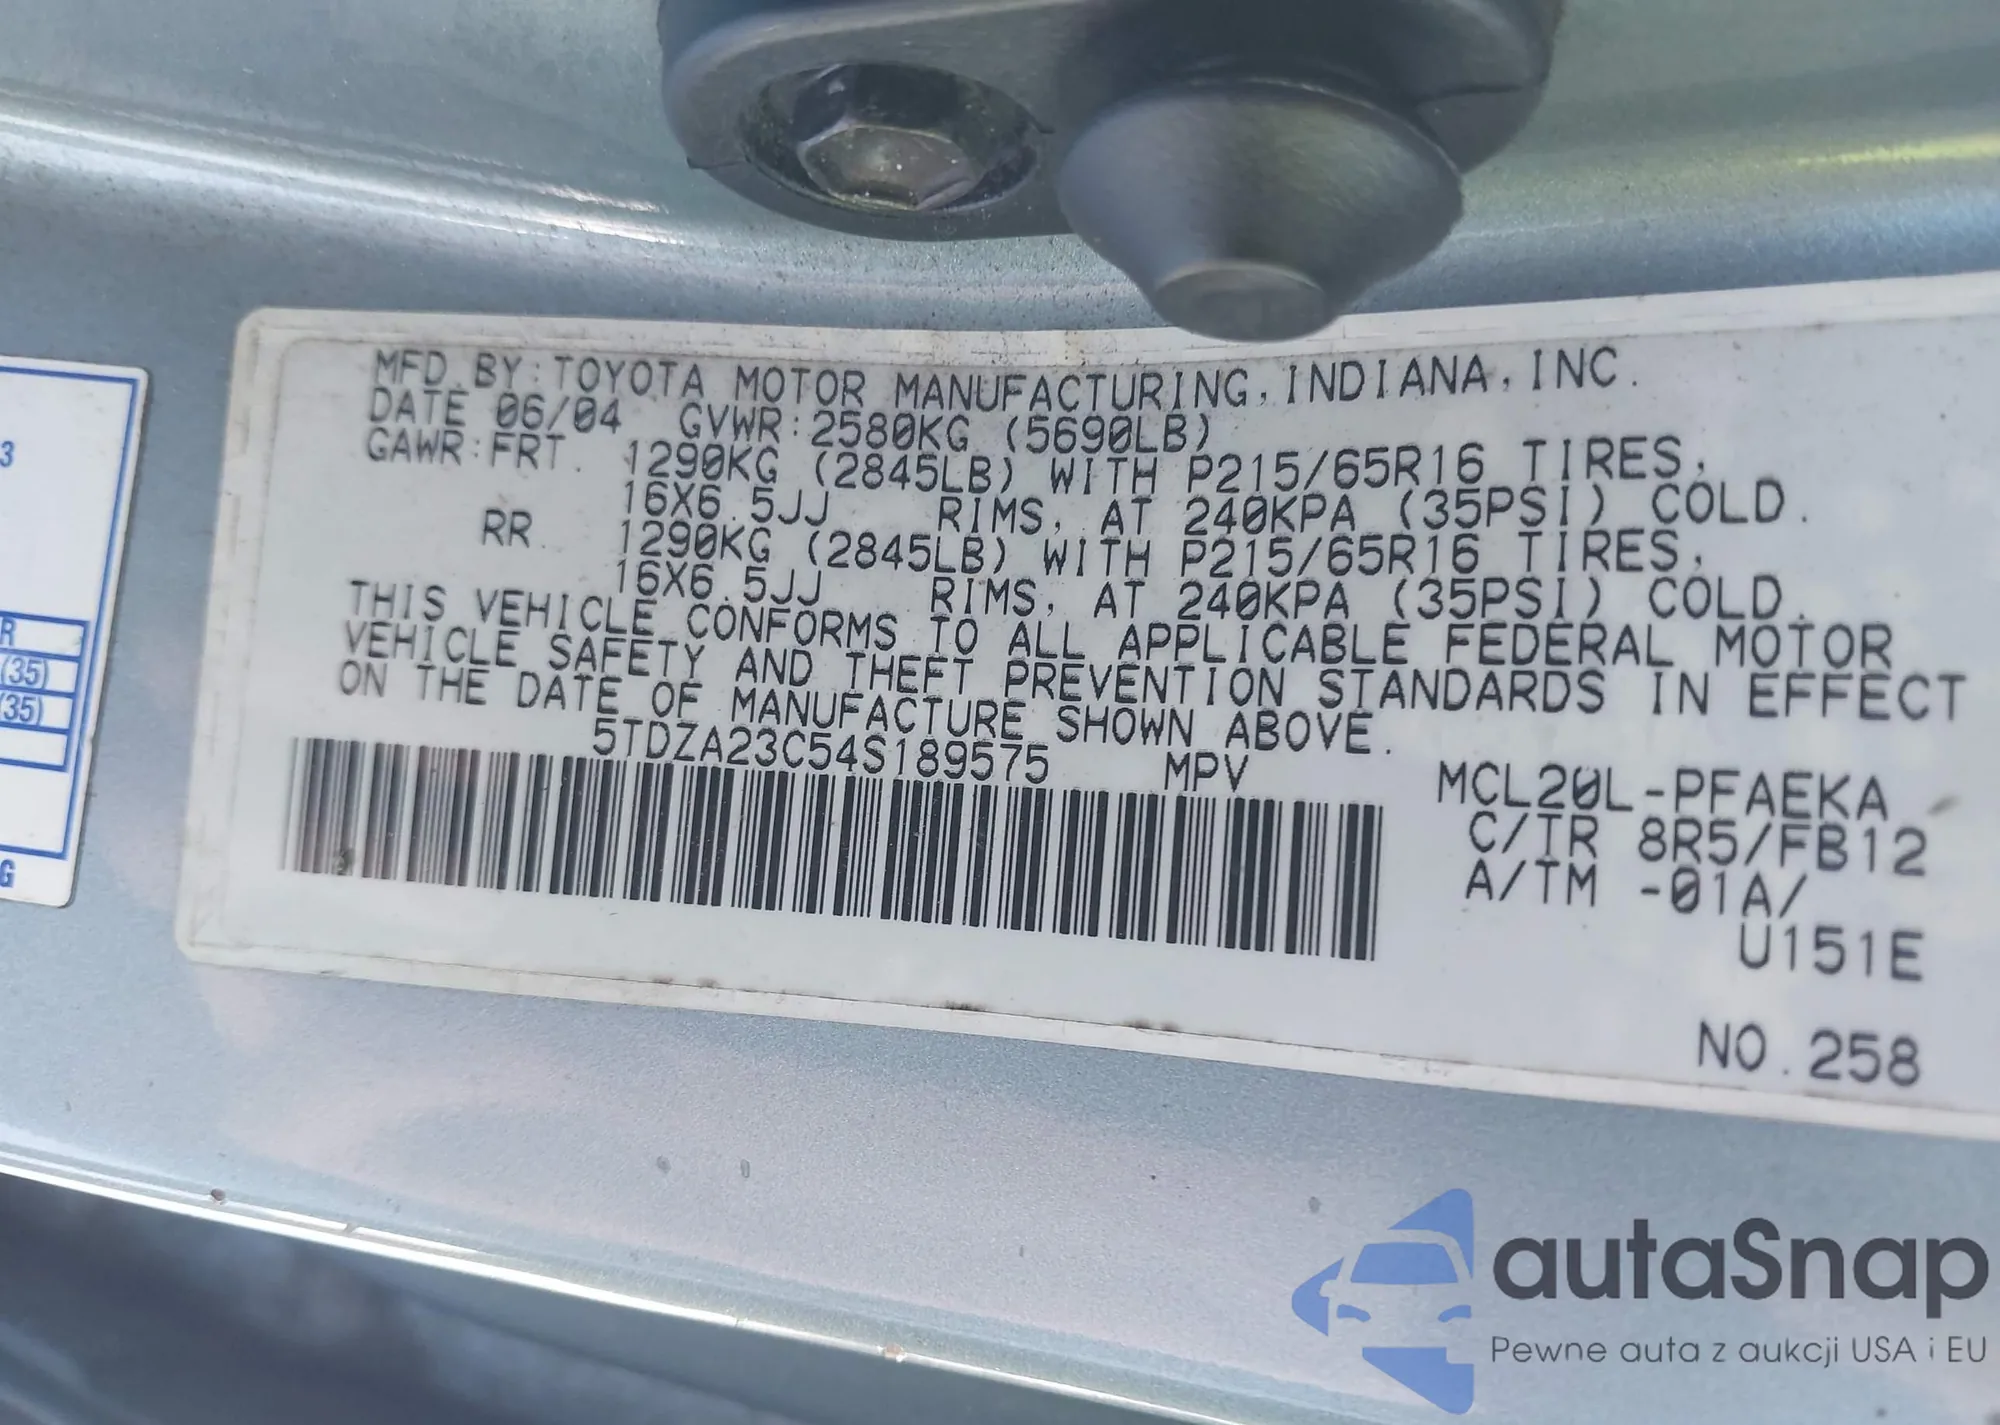 MFD.BY:TOYOTA MOTOR MANUFACTURING,INDIANA,INC.
DATE 06/04 GVWR:2580KG (5690LB)
GAWR:FRT. 1290KG (2845LB) WITH P215/65R16 TIRES,
16X6.5JJ RIMS, AT 240KPA (35PSI) COLD.
RR. 1290KG (2845LB) WITH P215/65R16 TIRES,
16X6.5JJ RIMS, AT 240KPA (35PSI) COLD.
THIS VEHICLE CONFORMS TO ALL APPLICABLE FEDERAL MOTOR
VEHICLE SAFETY AND THEFT PREVENTION STANDARDS IN EFFECT
ON THE DATE OF MANUFACTURE SHOWN ABOVE.
5TDZA23C54S189575 MPV
MCL20L-PFAEKA
C/TR 8R5/FB12
A/TM -01A/
U151E
NO.258
3
R
(35)
(35)
G
autaSnap
Pewne auta z aukcji USA i EU